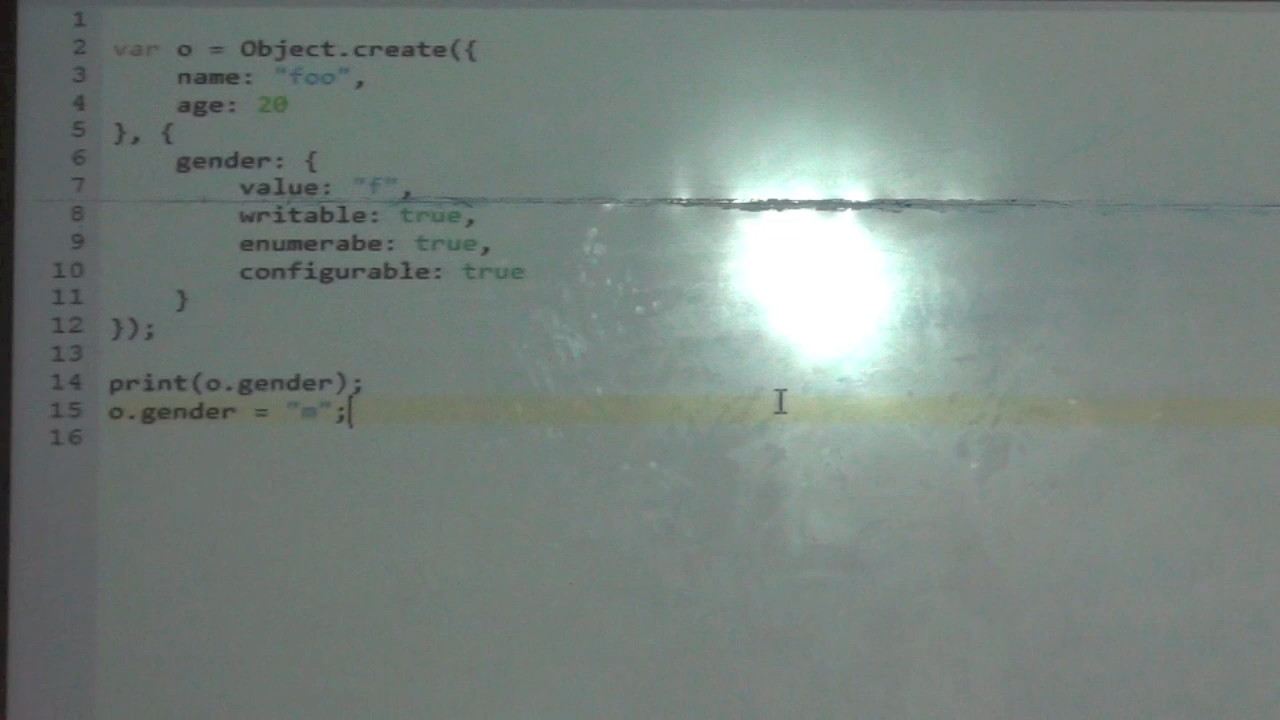 1
2 var o = Object.create({
3 name: "foo",
4 age: 20
5 }, {
6 gender: {
7 value: "f",
8 writable: true,
9 enumerabe: true,
10 configurable: true
11 }
12 });
13
14 print(o.gender);
15 o.gender = "m";
16